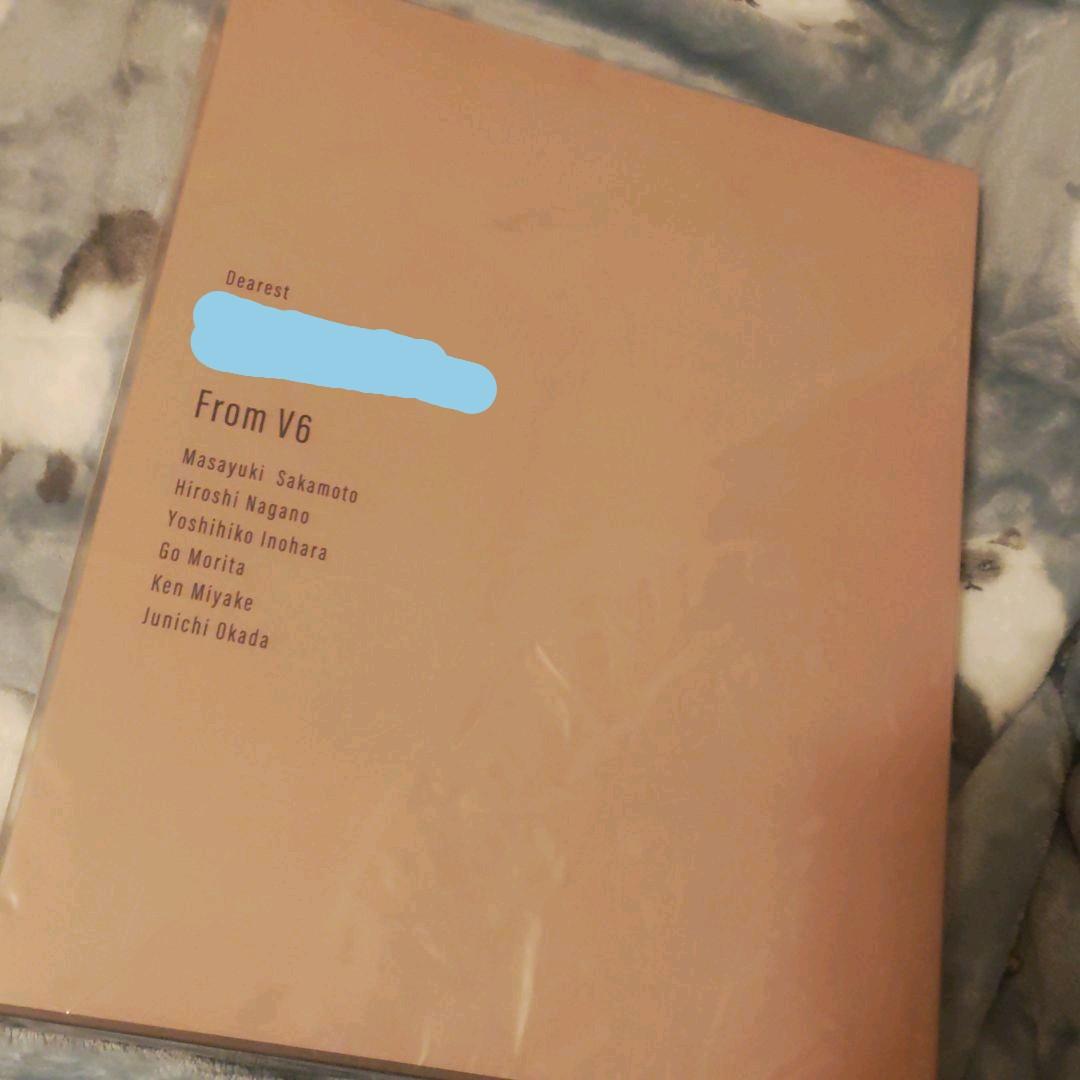 Dearest
From V6
Masayuki Sakamoto
Hiroshi Nagano
Yoshihiko Inohara
Go Morita
Ken Miyake
Junichi Okada